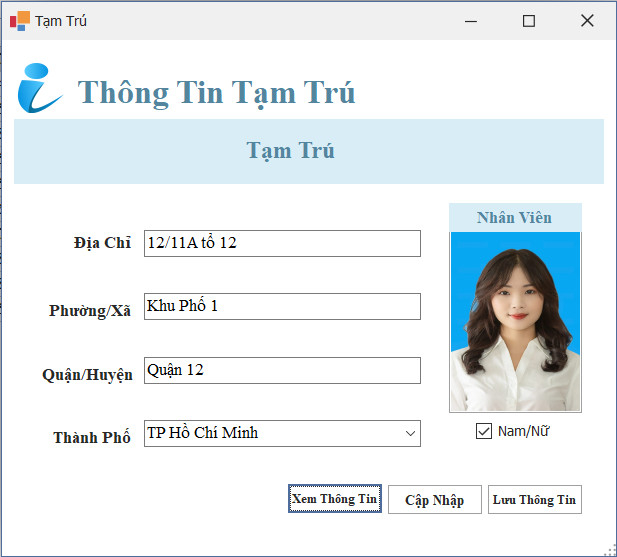 Tạm Trú
Thông Tin Tạm Trú
Tạm Trú
Nhân Viên
Địa Chỉ
12/11A tổ 12
Phường/Xã
Khu Phố 1
Quận/Huyện
Quận 12
Thành Phố
TP Hồ Chí Minh
Nam/Nữ
Xem Thông Tin
Cập Nhập
Lưu Thông Tin